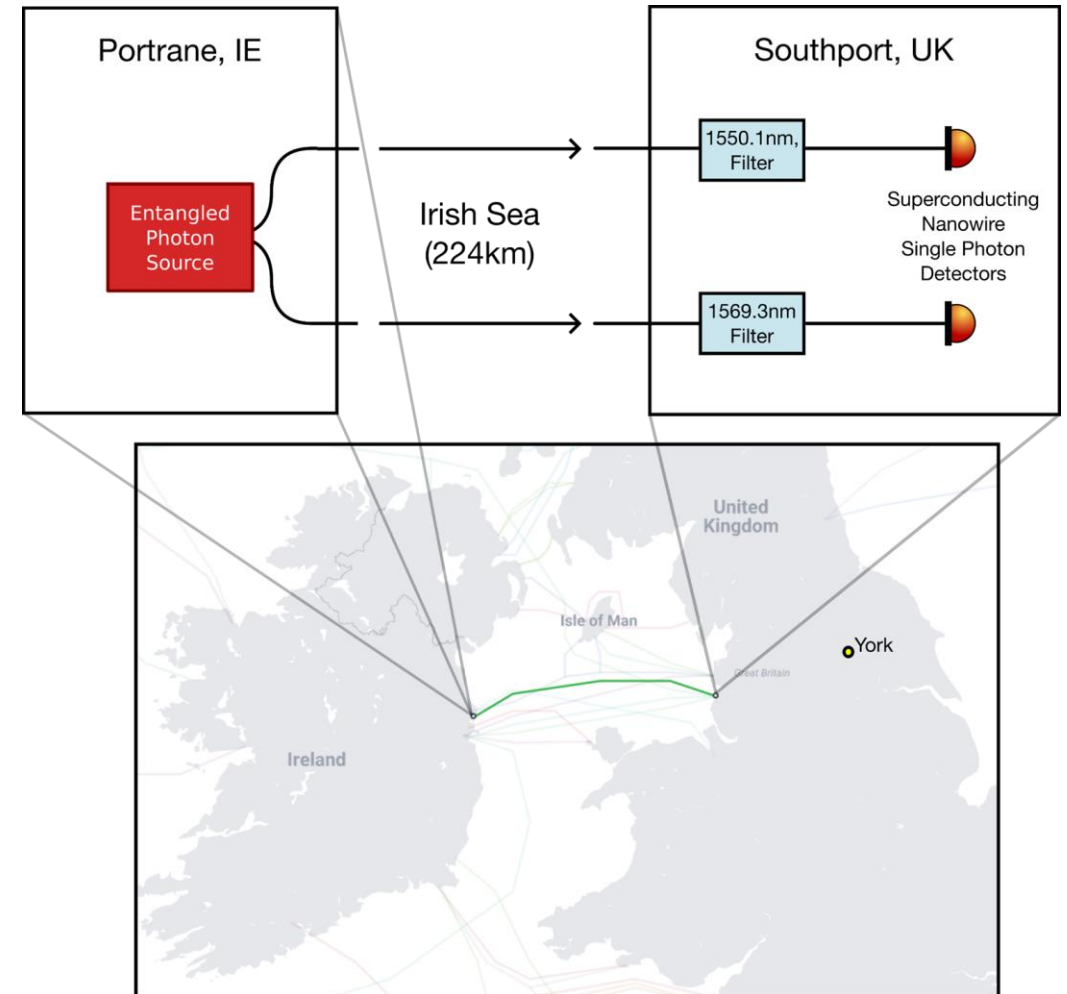 Portrane, IE
Southport, UK
Entangled
Photon
Source
Irish Sea
(224km)
1550.1nm,
Filter
1569.3nm
Filter
Superconducting
Nanowire
Single Photon
Detectors
United
Kingdom
Isle of Man
York
Great Britain
Ireland